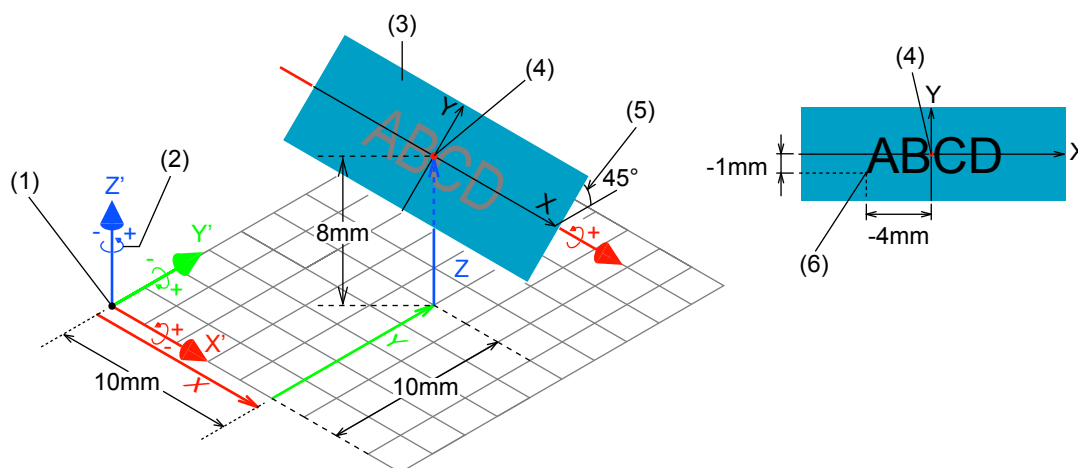 (3)
(4)
(5)
(4)
(1)
(2)
Z'
- +
Y'
-
+
+
-
X'
X
10mm
Y
ABCD
X
45°
+
-
8mm
Z
Y
10mm
Y
X
ABCD
-1mm
-4mm
(6)